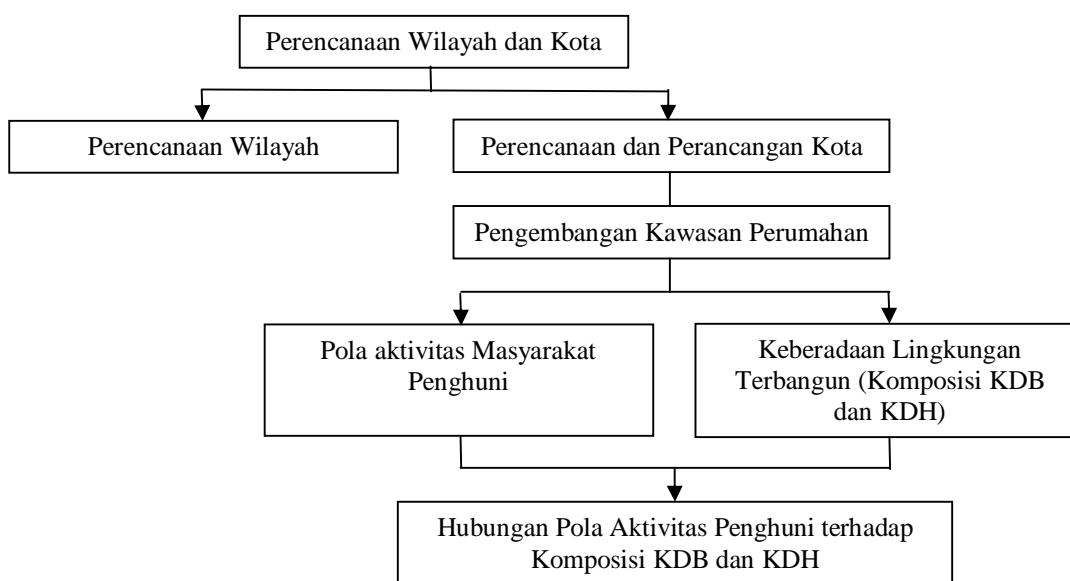 Perencanaan Wilayah dan Kota
Perencanaan Wilayah
Perencanaan dan Perancangan Kota
Pengembangan Kawasan Perumahan
Pola aktivitas Masyarakat
Penghuni
Keberadaan Lingkungan
Terbangun (Komposisi KDB
dan KDH)
Hubungan Pola Aktivitas Penghuni terhadap
Komposisi KDB dan KDH